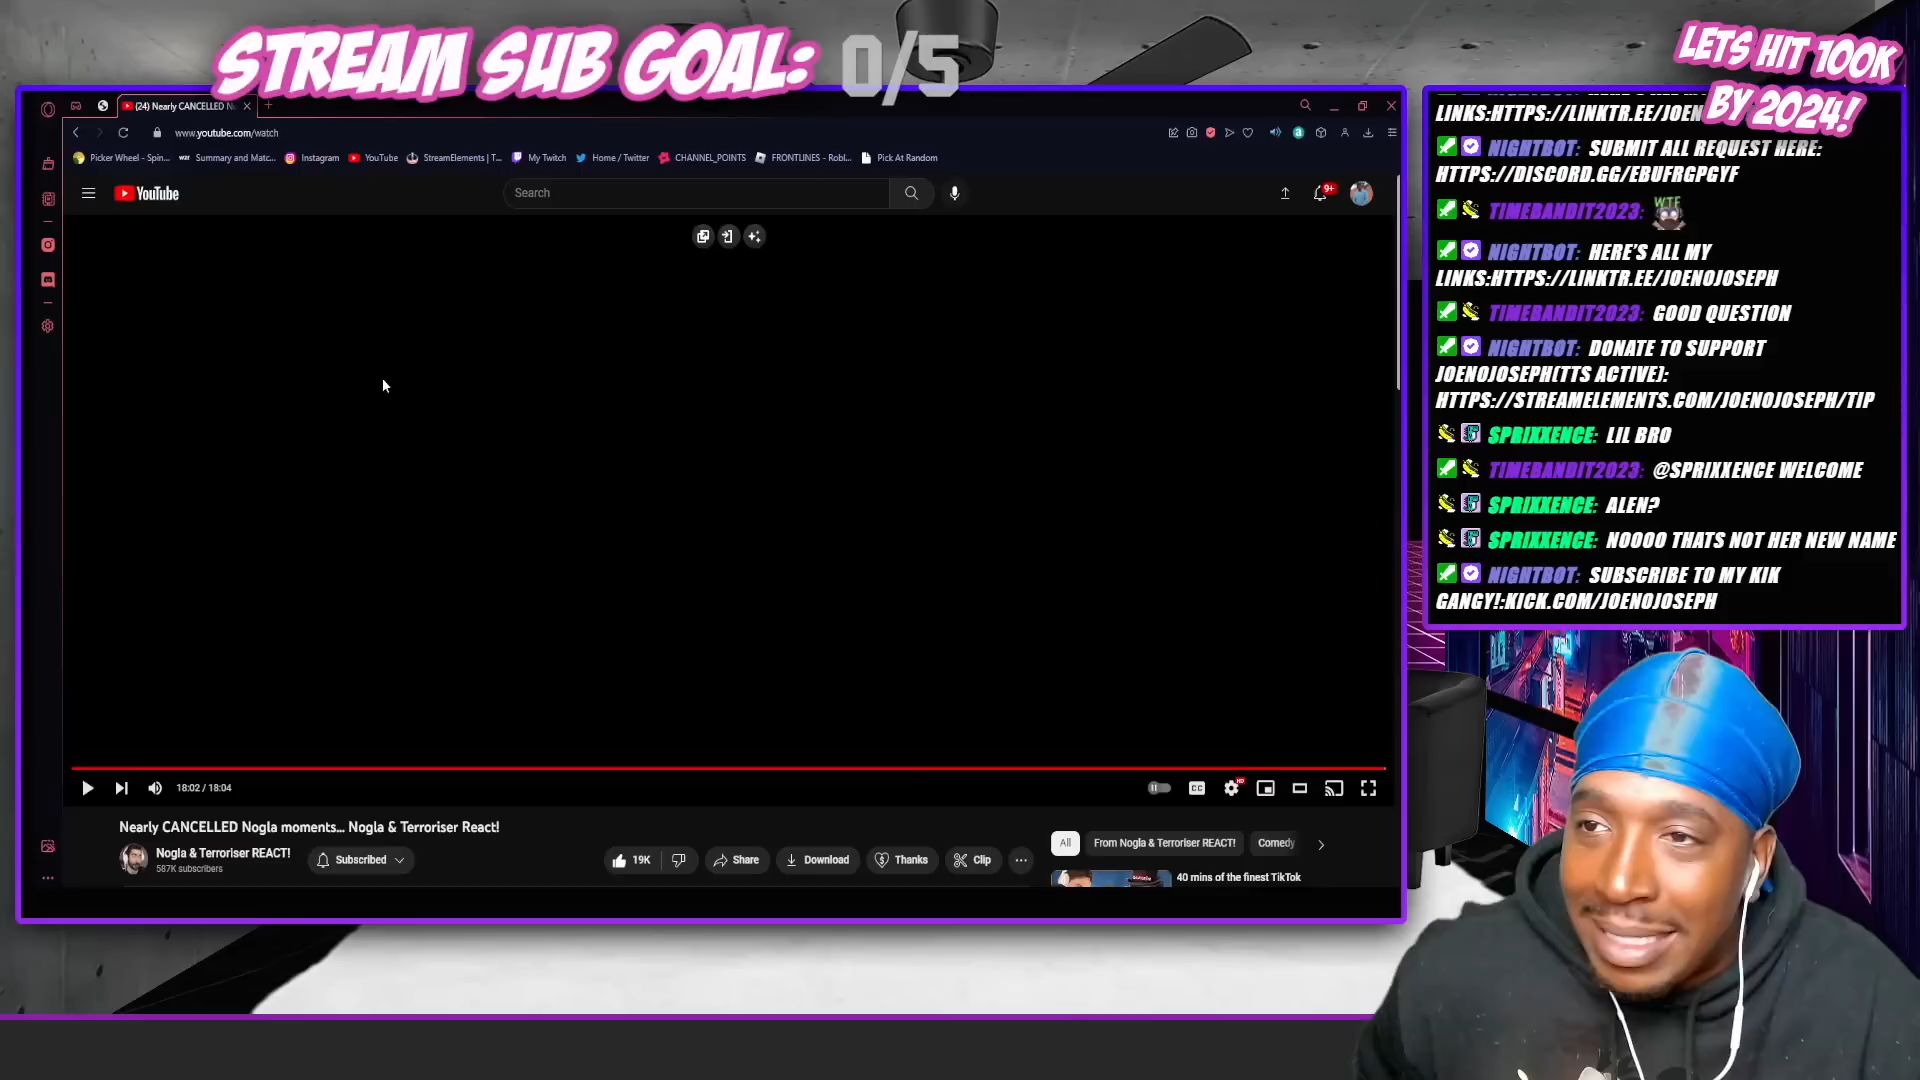 STREAM SUB GOAL: 0/5
LETS HIT 100K
BY 2024!
(24) Nearly CANCELLED N
www.youtube.com/watch
Picker Wheel - Spin...
Summary and Matc...
Instagram
YouTube
StreamElements | T...
My Twitch
Home / Twitter
CHANNEL_POINTS
FRONTLINES - Robl...
Pick At Random
YouTube
Search
9+
18:02 / 18:04
CC
HD
Nearly CANCELLED Nogla moments... Nogla & Terroriser React!
Nogla & Terroriser REACT!
587K subscribers
Subscribed
19K
Share
Download
Thanks
Clip
All
From Nogla & Terroriser REACT!
Comedy
40 mins of the finest TikTok
LINKS:HTTPS://LINKTR.EE/JOEN
NIGHTBOT: SUBMIT ALL REQUEST HERE:
HTTPS://DISCORD.GG/EBUFRGPGYF
TIMEBANDIT2023: WTF
NIGHTBOT: HERE'S ALL MY
LINKS:HTTPS://LINKTR.EE/JOENOJOSEPH
TIMEBANDIT2023: GOOD QUESTION
NIGHTBOT: DONATE TO SUPPORT
JOENOJOSEPH(TTS ACTIVE):
HTTPS://STREAMELEMENTS.COM/JOENOJOSEPH/TIP
SPRIXXENCE: LIL BRO
TIMEBANDIT2023: @SPRIXXENCE WELCOME
SPRIXXENCE: ALEN?
SPRIXXENCE: NOOOO THATS NOT HER NEW NAME
NIGHTBOT: SUBSCRIBE TO MY KIK
GANGY!:KICK.COM/JOENOJOSEPH